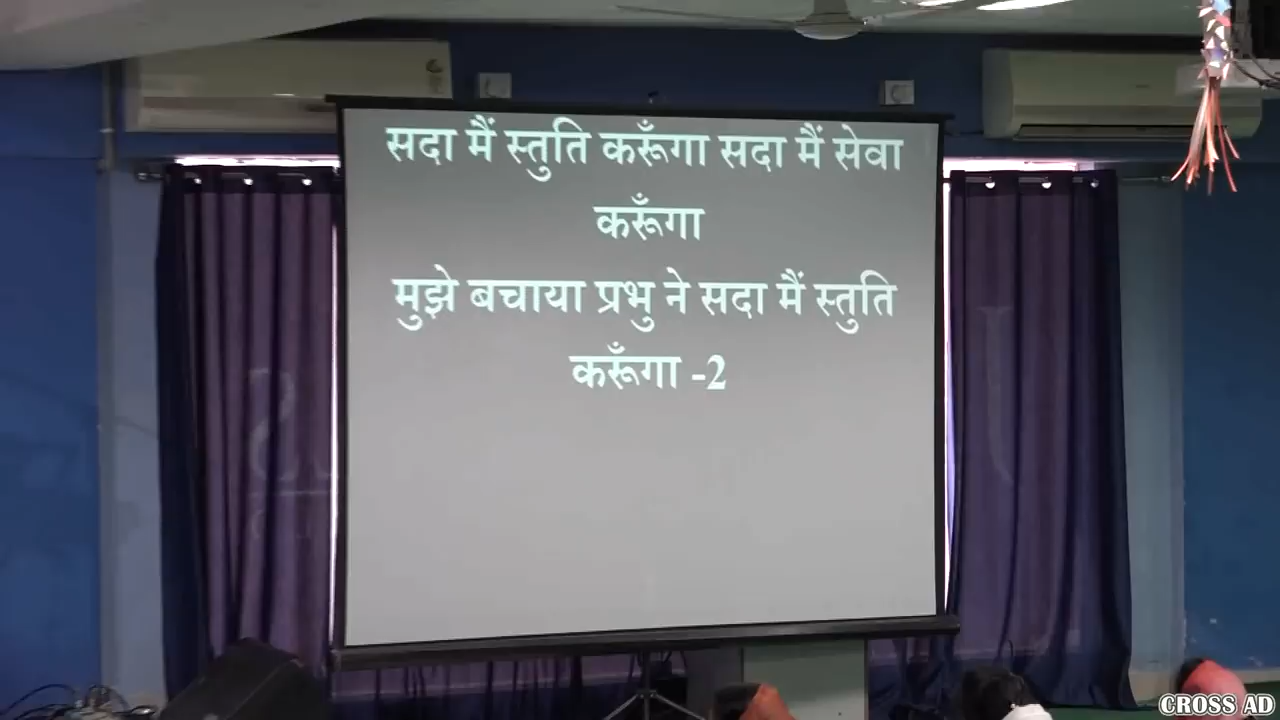 सदा मैं स्तुति करूँगा सदा मैं सेवा
करूँगा
मुझे बचाया प्रभु ने सदा मैं स्तुति
करूँगा -2
CROSS AD